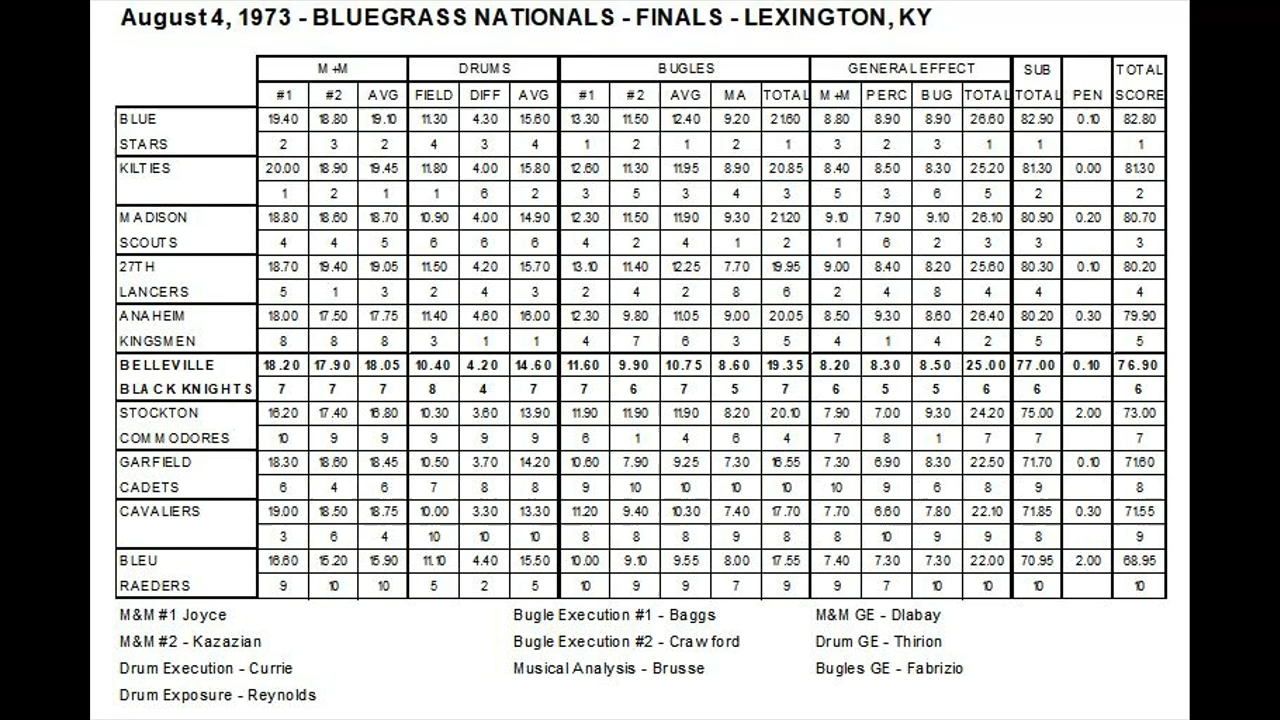 August 4, 1973 - BLUEGRASS NATIONALS - FINALS - LEXINGTON, KY
M+M DRUMS BUGLES GENERAL EFFECT SUB TOTAL
#1 #2 AVG FIELD DIFF AVG #1 #2 AVG MA TOTAL M+M PERC BUG TOTAL TOTAL PEN SCORE
BLUE 19.40 18.80 19.10 11.30 4.30 15.60 13.30 11.50 12.40 9.20 21.60 8.80 8.90 8.90 26.60 82.90 0.10 82.80
STARS 2 3 2 4 3 4 1 2 1 2 1 3 2 3 1 1 1
KILTIES 20.00 18.90 19.45 11.80 4.00 15.80 12.60 11.30 11.95 8.90 20.85 8.40 8.50 8.30 25.20 81.30 0.00 81.30
1 2 1 1 6 2 3 5 3 4 3 5 3 6 5 2 2
MADISON 18.80 18.60 18.70 10.90 4.00 14.90 12.30 11.50 11.90 9.30 21.20 9.10 7.90 9.10 26.10 80.90 0.20 80.70
SCOUTS 4 4 5 6 6 6 4 2 4 1 2 1 6 2 3 3 3
27TH 18.70 19.40 19.05 11.50 4.20 15.70 13.10 11.40 12.25 7.70 19.95 9.00 8.40 8.20 25.60 80.30 0.10 80.20
LANCERS 5 1 3 2 4 3 2 4 2 8 6 2 4 8 4 4 4
ANAHEIM 18.00 17.50 17.75 11.40 4.60 16.00 12.30 9.80 11.05 9.00 20.05 8.50 9.30 8.60 26.40 80.20 0.30 79.90
KINGSMEN 8 8 8 3 1 1 4 7 6 3 5 4 1 4 2 5 5
BELLEVILLE 18.20 17.90 18.05 10.40 4.20 14.60 11.60 9.90 10.75 8.60 19.35 8.20 8.30 8.50 25.00 77.00 0.10 76.90
BLACK KNIGHTS 7 7 7 8 4 7 7 6 7 5 7 6 5 5 6 6 6
STOCKTON 16.20 17.40 16.80 10.30 3.60 13.90 11.90 11.90 11.90 8.20 20.10 7.90 7.00 9.30 24.20 75.00 2.00 73.00
COMMODORES 10 9 9 9 9 9 6 1 4 6 4 7 8 1 7 7 7
GARFIELD 18.30 18.60 18.45 10.50 3.70 14.20 10.60 7.90 9.25 7.30 16.55 7.30 6.90 8.30 22.50 71.70 0.10 71.60
CADETS 6 4 6 7 8 8 9 10 10 10 10 10 9 6 8 9 8
CAVALIERS 19.00 18.50 18.75 10.00 3.30 13.30 11.20 9.40 10.30 7.40 17.70 7.70 6.60 7.80 22.10 71.85 0.30 71.55
3 6 4 10 10 10 8 8 8 9 8 8 10 9 9 8 9
BLEU 16.60 15.20 15.90 11.10 4.40 15.50 10.00 9.10 9.55 8.00 17.55 7.40 7.30 7.30 22.00 70.95 2.00 68.95
RAEDERS 9 10 10 5 2 5 10 9 9 7 9 9 7 10 10 10 10
M&M #1 Joyce Bugle Execution #1 - Baggs M&M GE - Dlabay
M&M #2 - Kazazian Bugle Execution #2 - Crawford Drum GE - Thirion
Drum Execution - Currie Musical Analysis - Brusse Bugles GE - Fabrizio
Drum Exposure - Reynolds